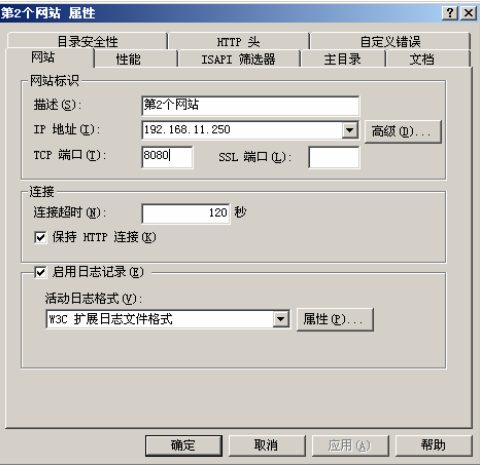 第2个网站 属性
目录安全性 HTTP 头 自定义错误
网站 性能 ISAPI 筛选器 主目录 文档
网站标识
描述(S): 第2个网站
IP 地址(I): 192.168.11.250 高级(D)...
TCP 端口(T): 8080 SSL 端口(L):
连接
连接超时(N): 120 秒
保持 HTTP 连接(K)
启用日志记录(E)
活动日志格式(V):
W3C 扩展日志文件格式 属性(P)...
确定 取消 应用(A) 帮助